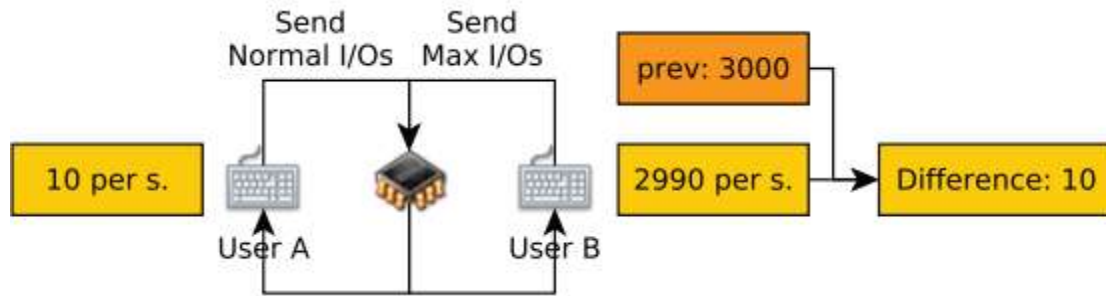 Send
Normal I/Os
Send
Max I/Os
prev: 3000
10 per s.
2990 per s.
Difference: 10
User A
User B